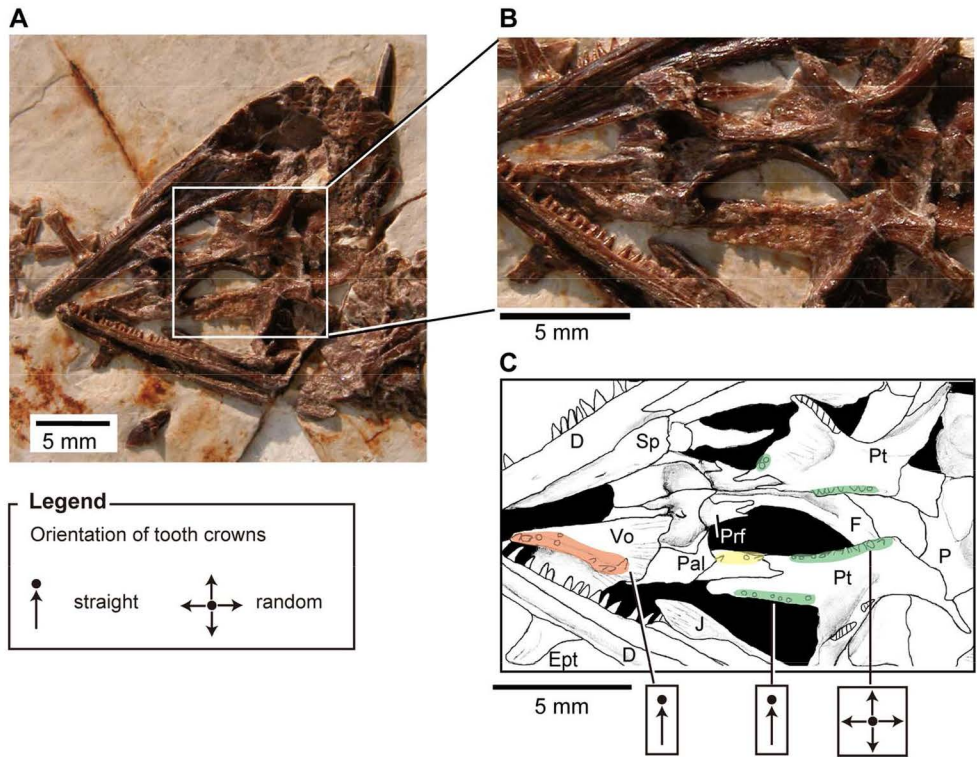 A
B
5 mm
5 mm
C
D
Sp
Pt
Vo
Prf
F
Pal
Pt
P
J
Ept
D
5 mm
Legend
Orientation of tooth crowns
straight
random